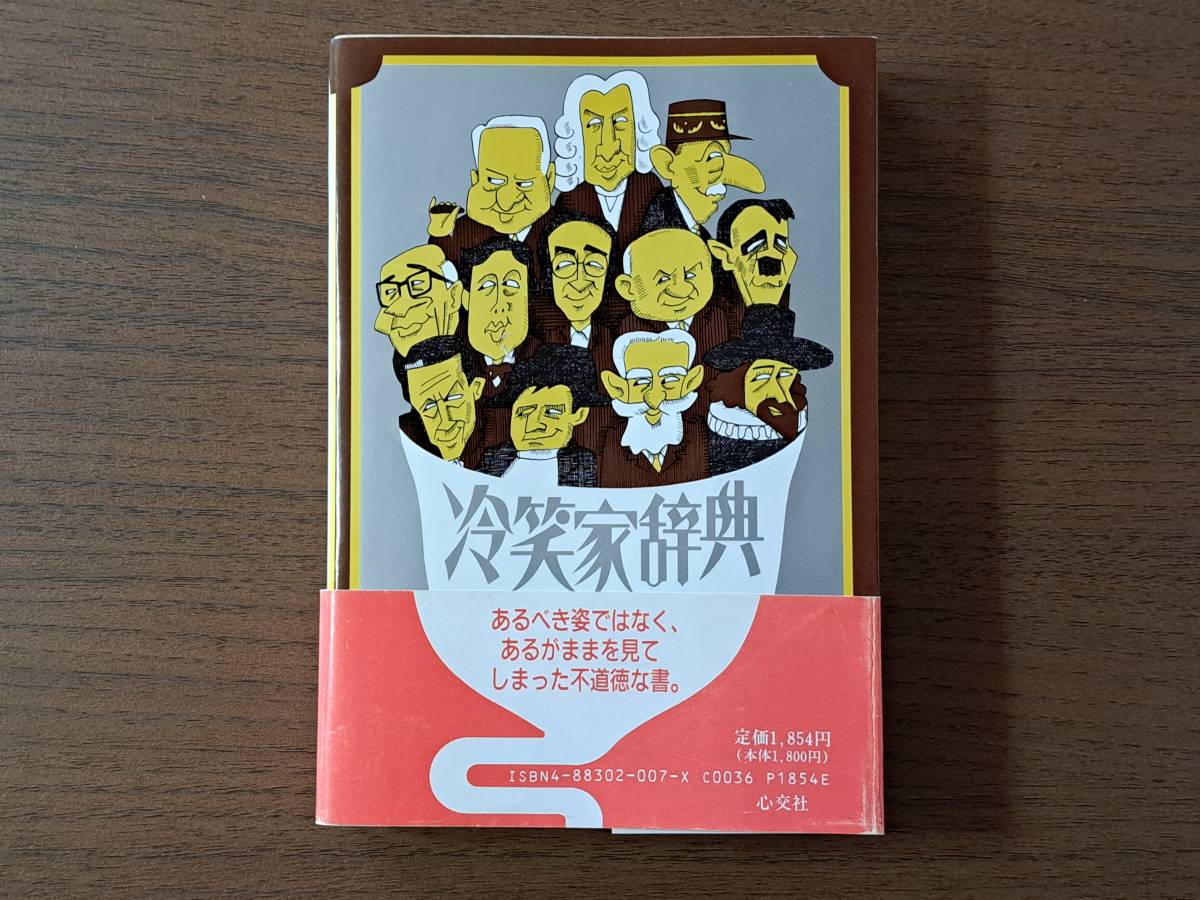 冷笑家辞典
あるべき姿ではなく、
あるがままを見て
しまった不道徳な書。
定価1,854円
(本体1,800円)
ISBN4-88302-007-X C0036 P1854E
心交社